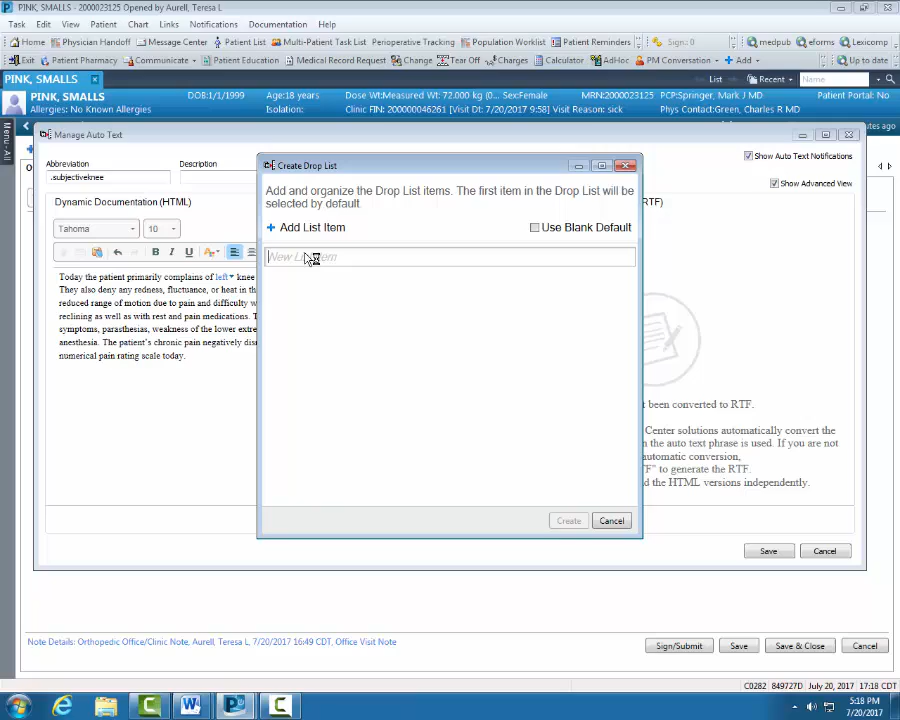 PINK, SMALLS - 2000023125 Opened by Aurell, Teresa L
Task Edit View Patient Chart Links Notifications Documentation Help
Home Physician Handoff Message Center Patient List Multi-Patient Task List Perioperative Tracking Population Worklist Patient Reminders Sign: 0 medpub eforms Lexicomp
Exit Patient Pharmacy Communicate Patient Education Medical Record Request Change Tear Off Charges Calculator AdHoc PM Conversation Add Up to date
PINK, SMALLS List Recent Name
PINK, SMALLS DOB:1/1/1999 Age:18 years Dose Wt:Measured Weight: 72.000 kg (0 Sex:Female MRN:2000023125 PCP:Springer, Mark J MD Patient Portal: No
Allergies: No Known Allergies Isolation: Clinic FIN: 200000046261 [Visit Dt: 7/20/2017 9:58] Visit Reason: sick Phys Contact:Green, Charles R MD
Menu - All
utes ago
Manage Auto Text
Abbreviation Description
.subjectiveknee
Show Auto Text Notifications
Show Advanced View
Dynamic Documentation (HTML)
RTF)
Tahoma 10
B I U
Today the patient primarily complains of left knee
They also deny any redness, fluctuance, or heat in th
reduced range of motion due to pain and difficulty w
reclining as well as with rest and pain medications. T
symptoms, parasthesias, weakness of the lower extre
anesthesia. The patient's chronic pain negatively dis
numerical pain rating scale today.
Create Drop List
Add and organize the Drop List items. The first item in the Drop List will be
selected by default.
Add List Item Use Blank Default
New List Item
Create Cancel
t been converted to RTF.
Center solutions automatically convert the
n the auto text phrase is used. If you are not
automatic conversion,
F" to generate the RTF.
d the HTML versions independently.
Save Cancel
Note Details: Orthopedic Office/Clinic Note, Aurell, Teresa L, 7/20/2017 16:49 CDT, Office Visit Note
Sign/Submit Save Save & Close Cancel
C0282 849727D July 20, 2017 17:18 CDT
5:18 PM
7/20/2017